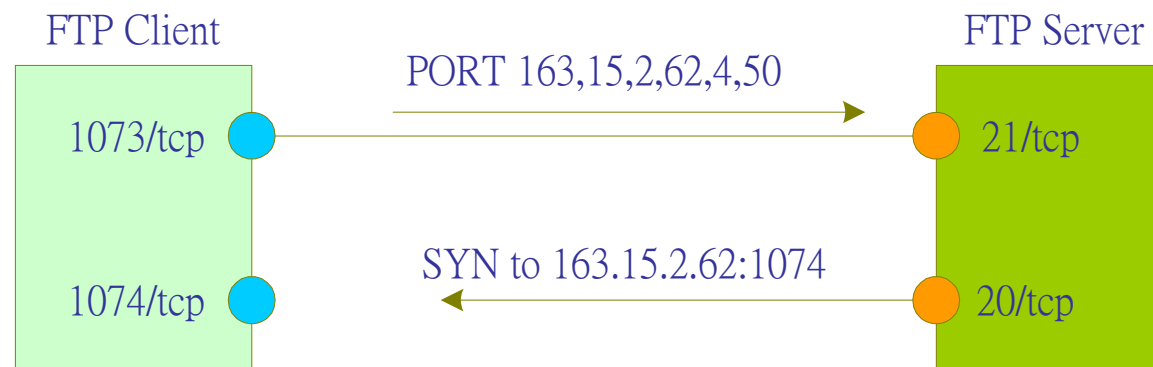 FTP Client
FTP Server
PORT 163,15,2,62,4,50
1073/tcp
21/tcp
SYN to 163.15.2.62:1074
1074/tcp
20/tcp